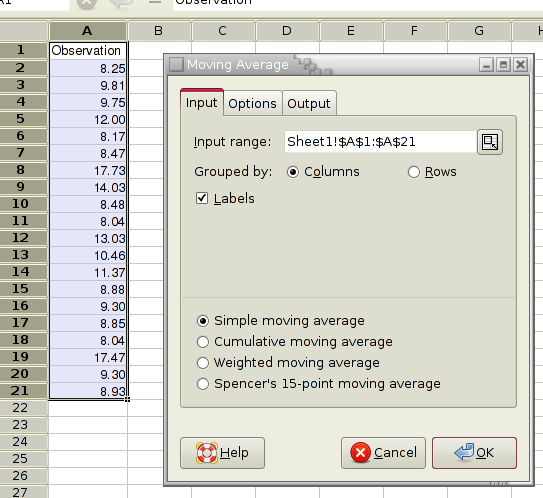 A1
Observation
A B C D E F G H
1 Observation
2 8.25
3 9.81
4 9.75
5 12.00
6 8.17
7 8.47
8 17.73
9 14.03
10 8.48
11 8.04
12 13.03
13 10.46
14 11.37
15 8.88
16 9.30
17 8.85
18 8.04
19 17.47
20 9.30
21 8.93
22
23
24
25
26
27
Moving Average
Input Options Output
Input range: Sheet1!$A$1:$A$21
Grouped by: Columns Rows
Labels
Simple moving average
Cumulative moving average
Weighted moving average
Spencer's 15-point moving average
Help Cancel OK